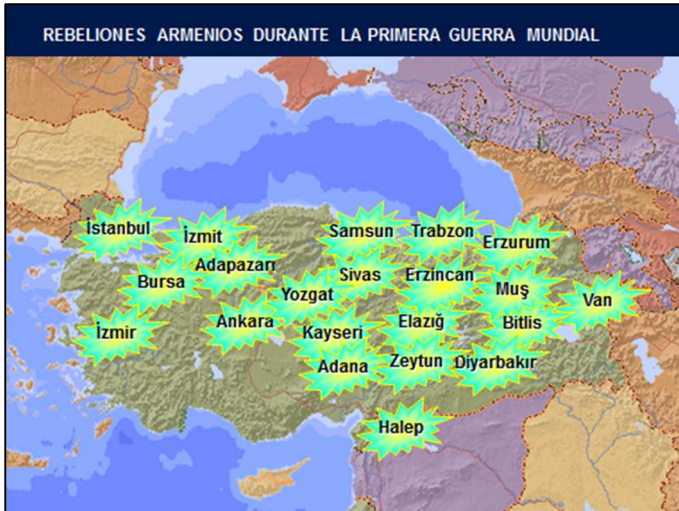 REBELIONES ARMENIOS DURANTE LA PRIMERA GUERRA MUNDIAL
İstanbul
İzmit
Samsun
Trabzon
Erzurum
Adapazarı
Bursa
Sivas
Erzincan
Yozgat
Muş
Van
İzmir
Ankara
Kayseri
Elazığ
Bitlis
Adana
Zeytun
Diyarbakır
Halep